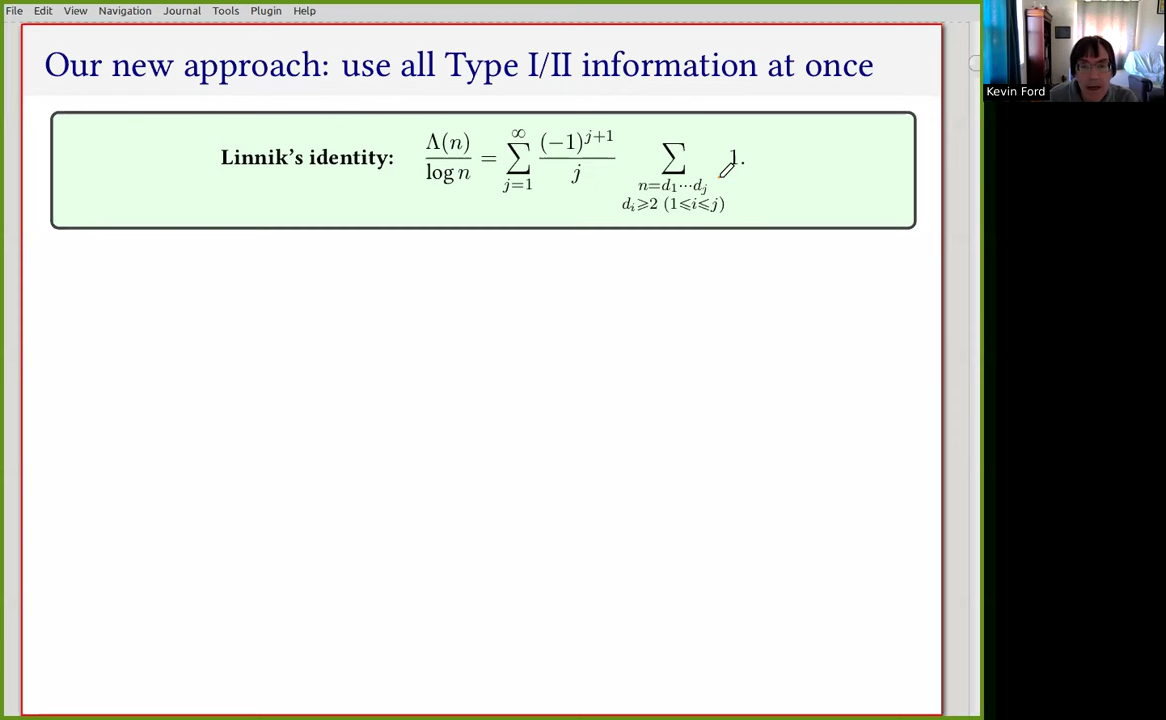 File Edit View Navigation Journal Tools Plugin Help
Our new approach: use all Type I/II information at once
Linnik's identity: Λ(n)/log n = ∑_{j=1}^{∞} (-1)^{j+1}/j ∑_{n=d₁⋯d_j, d_i⩾2 (1⩽i⩽j)} 1.
Kevin Ford